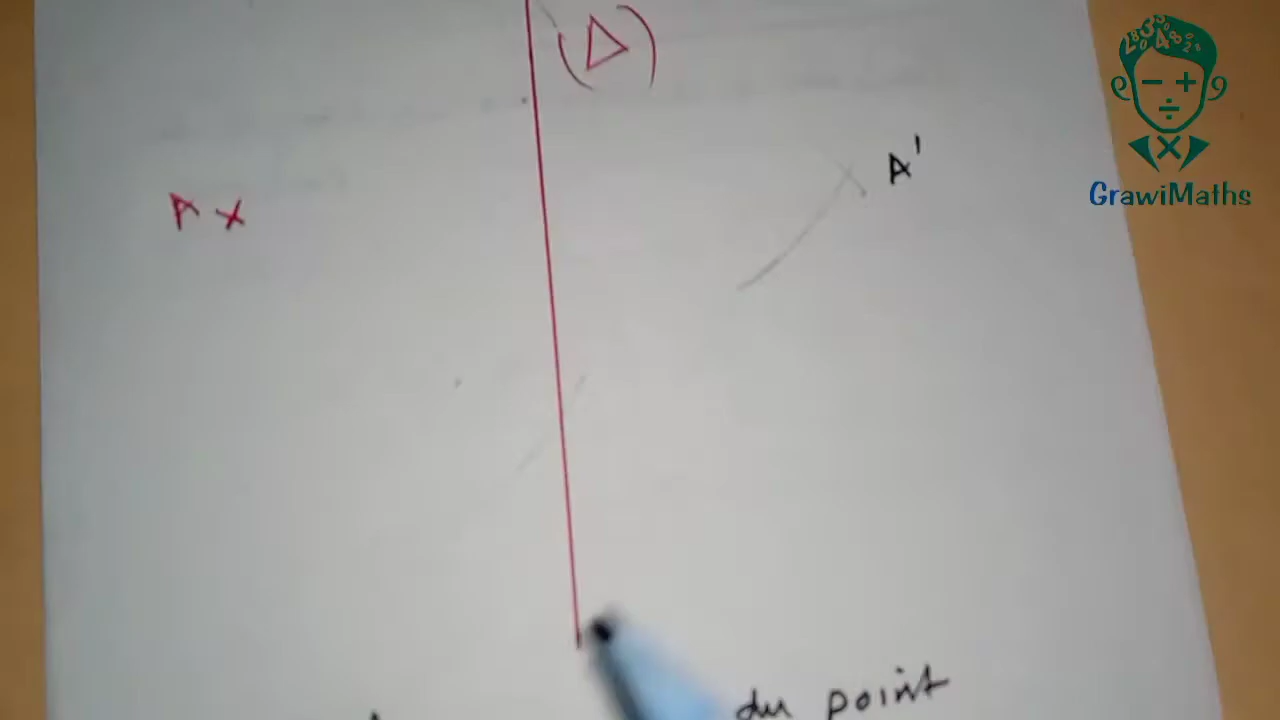 (Δ)
A'
A x
GrawiMaths
du point